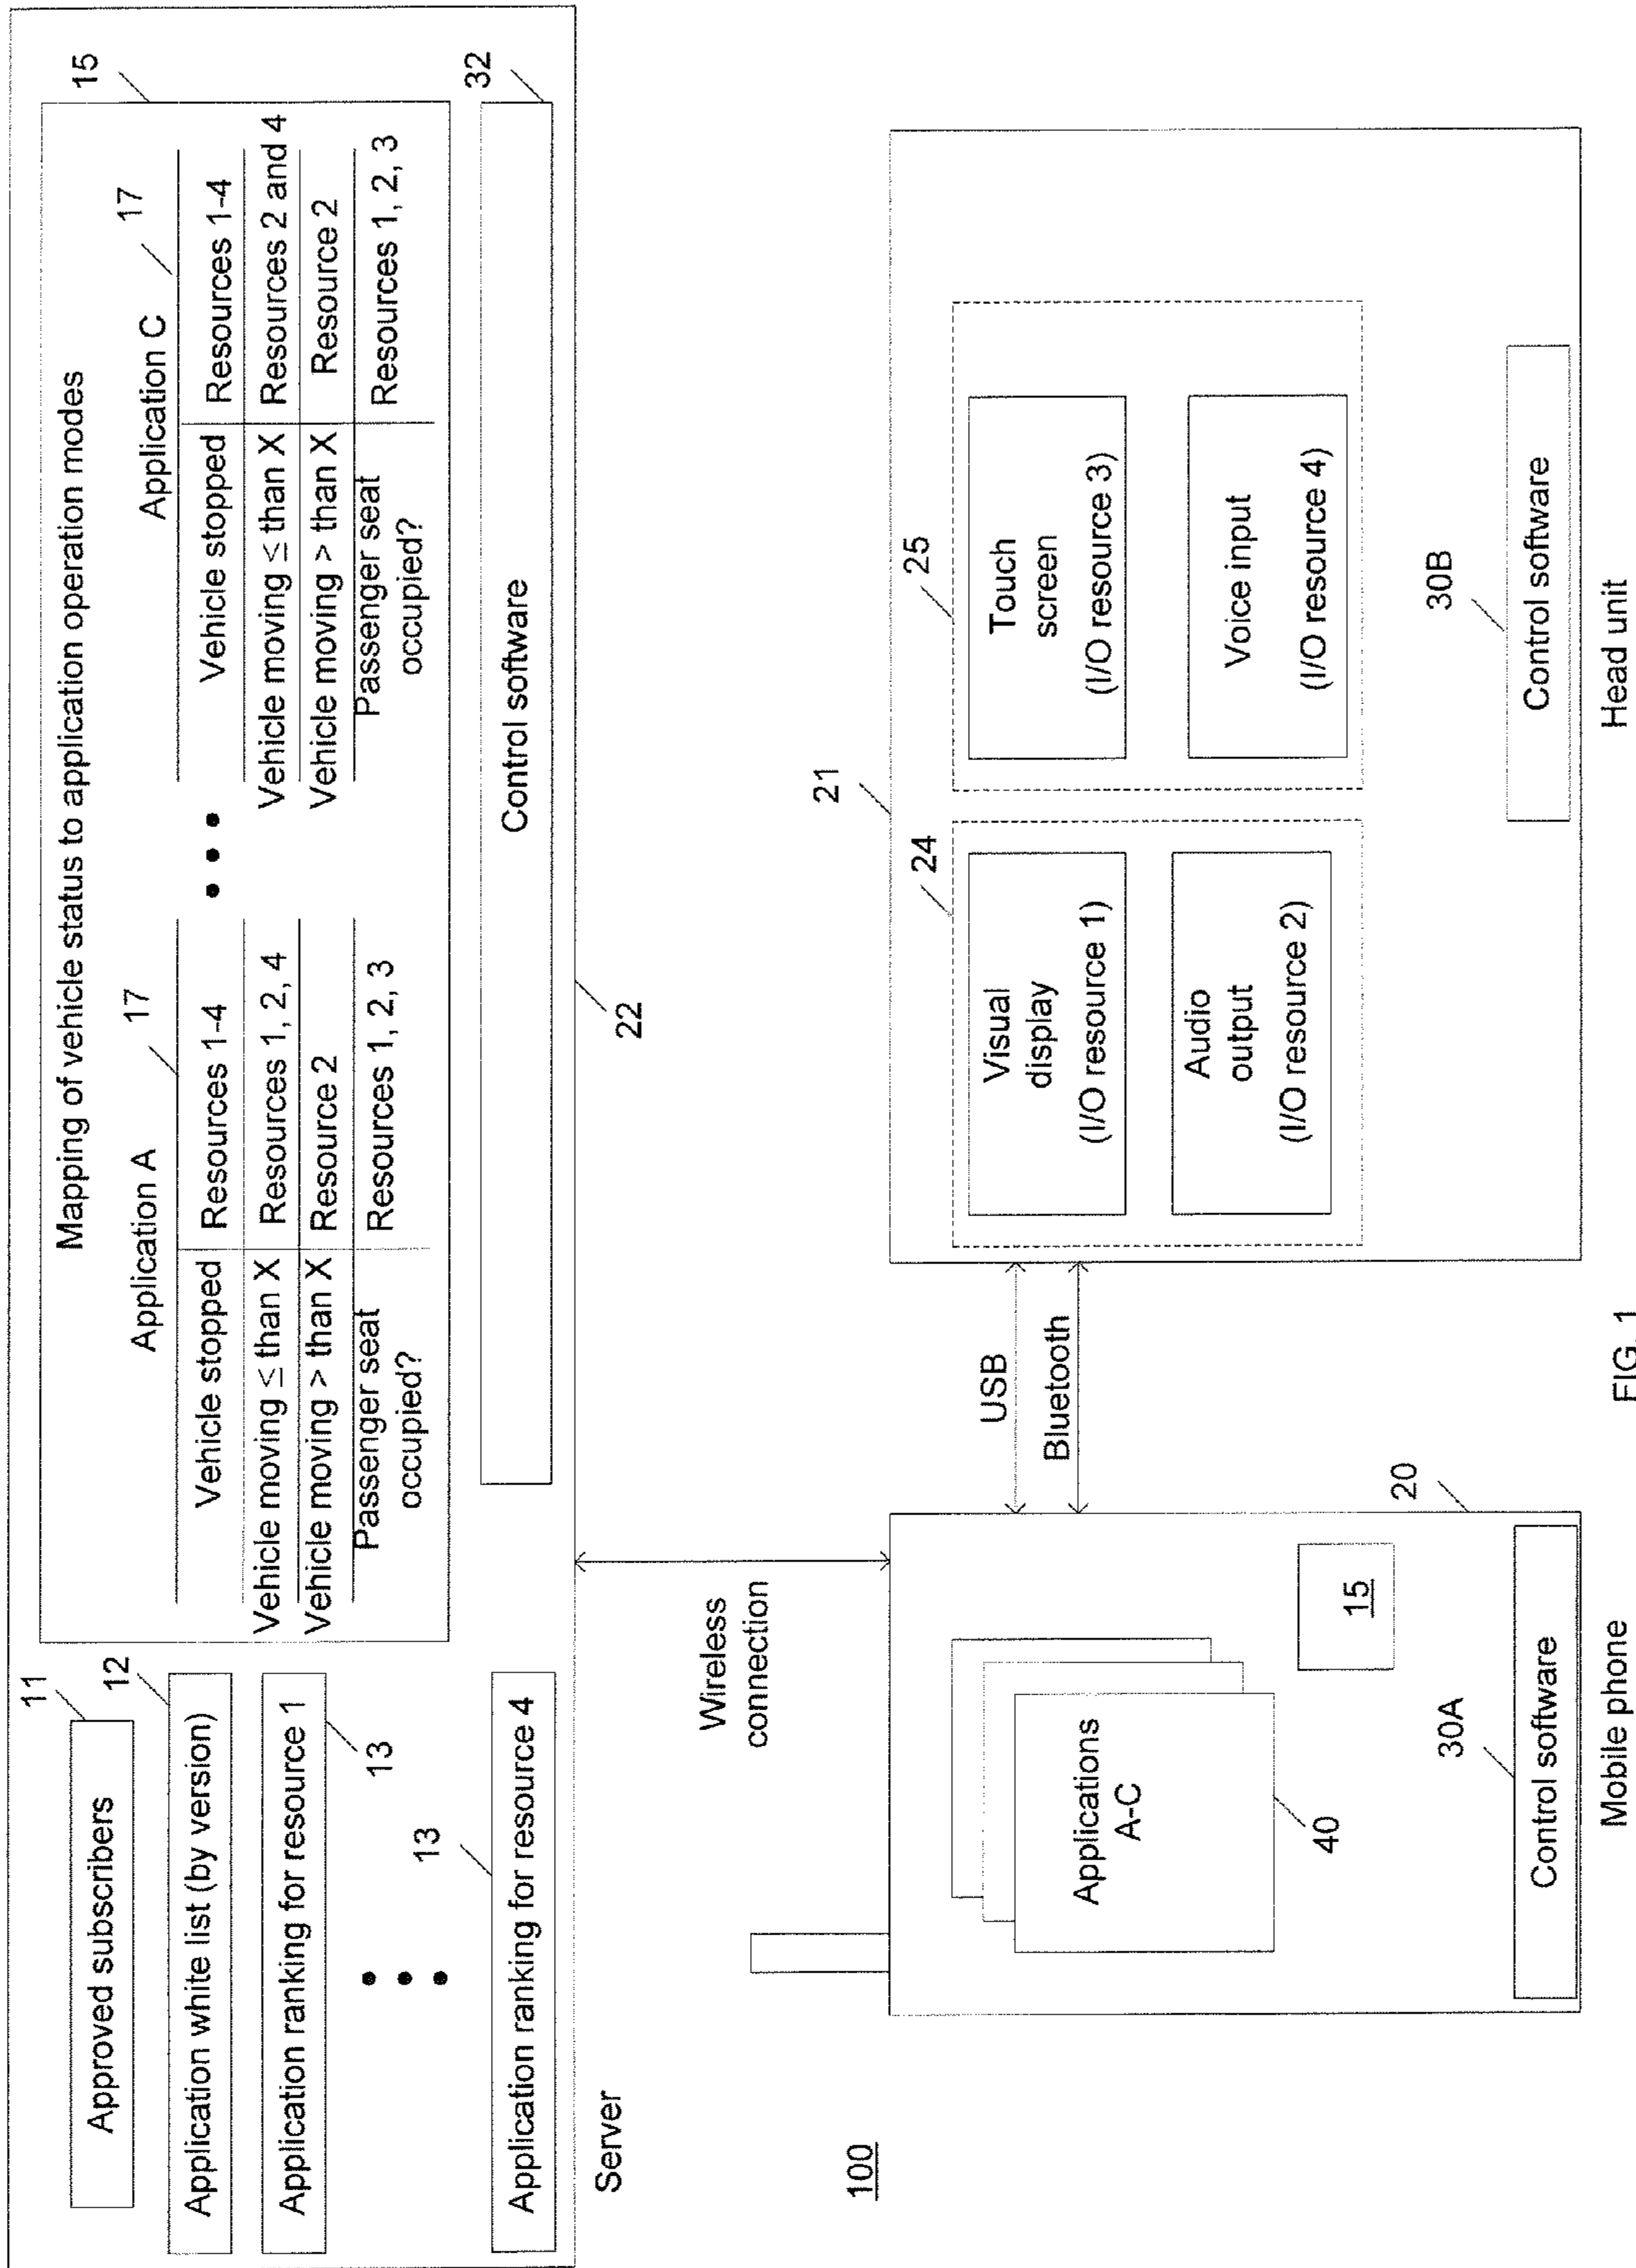 11
Approved subscribers
12
Application white list (by version)
Application ranking for resource 1
13
13
Application ranking for resource 4
15
Mapping of vehicle status to application operation modes
Application A
17
Vehicle stopped Resources 1-4
Vehicle moving ≤ than X Resources 1, 2, 4
Vehicle moving > than X Resource 2
Passenger seat Resources 1, 2, 3
occupied?
Application C
17
Vehicle stopped Resources 1-4
Vehicle moving ≤ than X Resources 2 and 4
Vehicle moving > than X Resource 2
Passenger seat Resources 1, 2, 3
occupied?
32
Control software
22
Server
100
Wireless
connection
Applications
A-C
40
15
20
30A
Control software
Mobile phone
USB
Bluetooth
21
24
Visual
display
(I/O resource 1)
Audio
output
(I/O resource 2)
25
Touch
screen
(I/O resource 3)
Voice input
(I/O resource 4)
30B
Control software
Head unit
FIG. 1